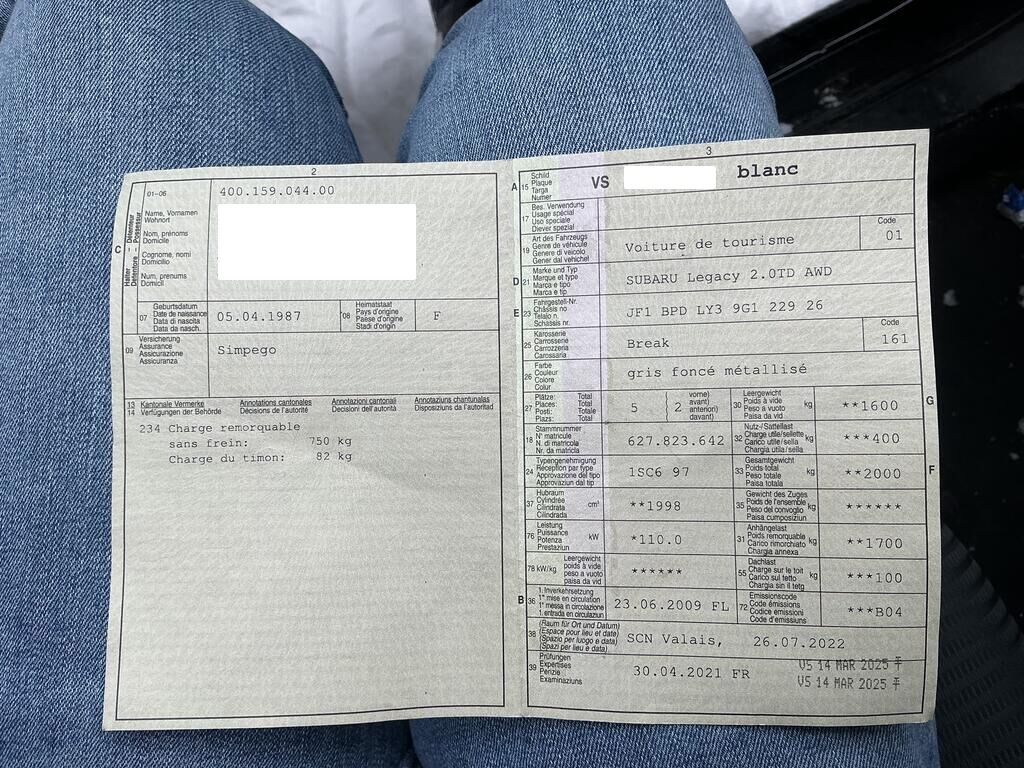 2
01-06
400.159.044.00
C
Halter – Détenteur
Detentore – Possessur
Name, Vornamen
Wohnort
Nom, prénoms
Domicile
Cognome, nomi
Domicilio
Num, prenums
Domicil
07
Geburtsdatum
Date de naissance
Data di nascita
Data da nasch.
05.04.1987
08
Heimatstaat
Pays d'origine
Paese d'origine
Stadi d'origin
F
09
Versicherung
Assurance
Assicurazione
Assicuranza
Simpego
13 Kantonale Vermerke Annotations cantonales Annotazioni cantonali Annotaziuns chantunalas
14 Verfügungen der Behörde Décisions de l'autorité Decisioni dell'autorità Disposiziuns da l'autoritad
234 Charge remorquable
sans frein: 750 kg
Charge du timon: 82 kg
3
A 15
Schild
Plaque
Targa
Numer
VS blanc
17
Bes. Verwendung
Usage spécial
Uso speciale
Diever spezial
19
Art des Fahrzeugs
Genre de véhicule
Genere di veicolo
Gener dal vehichel
Voiture de tourisme
Code
01
D 21
Marke und Typ
Marque et type
Marca e tipo
Marca e tip
SUBARU Legacy 2.0TD AWD
E 23
Fahrgestell-Nr.
Châssis no
Telaio n.
Schassis nr.
JF1 BPD LY3 9G1 229 26
25
Karosserie
Carrosserie
Carrozzeria
Carossaria
Break
Code
161
26
Farbe
Couleur
Colore
Colur
gris foncé métallisé
27
Plätze: Total
Places: Total
Posti: Totale
Plazs: Total
5
2
vorne)
avant)
anteriori)
davant)
G
30
Leergewicht
Poids à vide
Peso a vuoto
Paisa da vid
kg
**1600
18
Stammnummer
N° matricule
N. di matricola
Nr. da matricla
627.823.642
32
Nutz-/Sattellast
Charge utile/sellette
Carico utile/sella
Chargia utila/sella
kg
***400
24
Typengenehmigung
Réception par type
Approvazione del tipo
Approvaziun dal tip
1SC6 97
F
33
Gesamtgewicht
Poids total
Peso totale
Paisa totala
kg
**2000
37
Hubraum
Cylindrée
Cilindrata
Cilindrada
cm³
**1998
35
Gewicht des Zuges
Poids de l'ensemble
Peso del convoglio
Paisa cumposiziun
kg
******
76
Leistung
Puissance
Potenza
Prestaziun
kW
*110.0
31
Anhängelast
Poids remorquable
Carico rimorchiato
Chargia annexa
kg
**1700
78 kW/kg
Leergewicht
poids à vide
peso a vuoto
paisa da vid
******
55
Dachlast
Charge sur le toit
Carico sul tetto
Chargia sin il tetg
kg
***100
B 36
1. Inverkehrsetzung
1re mise en circulation
1a messa in circolazione
1. entrada en circulaziun
23.06.2009 FL
72
Emissionscode
Code émissions
Codice emissioni
Code d'emissiuns
***B04
38
(Raum für Ort und Datum)
(Espace pour lieu et date)
(Spazio per luogo e data)
(Spazi per lieu e data)
SCN Valais, 26.07.2022
39
Prüfungen
Expertises
Perizie
Examinaziuns
30.04.2021 FR
VS 14 MAR 2025
VS 14 MAR 2025